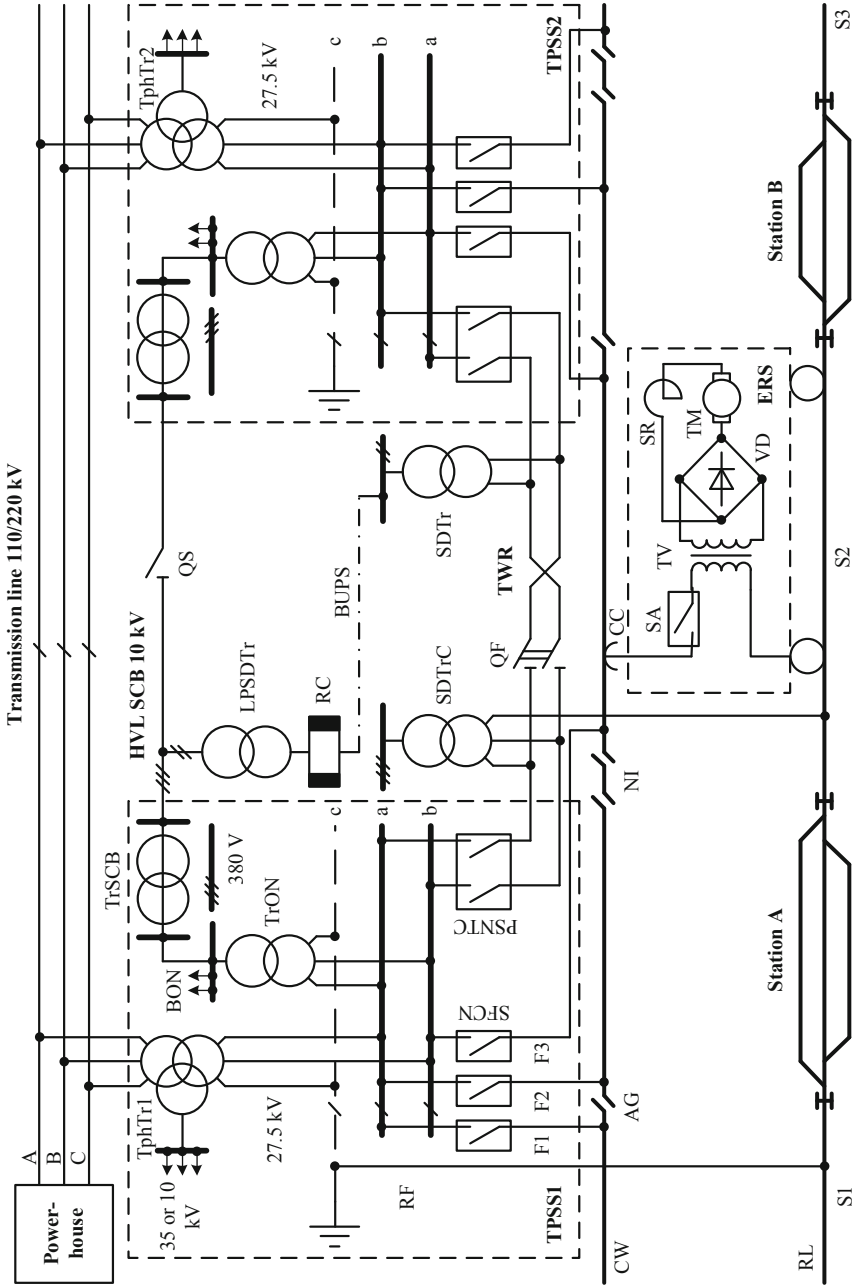 Transmission line 110/220 kV
Power-
house
A
B
C
TphTr1
35 or 10
kV
27.5 kV
BON
TrSCB
380 V
TrON
HVL SCB 10 kV
LPSDTr
RC
BUPS
QS
TphTr2
27.5 kV
c
b
a
TPSS2
c
a
b
RF
TPSS1
F1
F2
F3
SFCN
PSNTC
SDTrC
QF
TWR
SDTr
CW
AG
NI
CC
SA
TV
VD
SR
TM
ERS
RL
S1
Station A
S2
Station B
S3